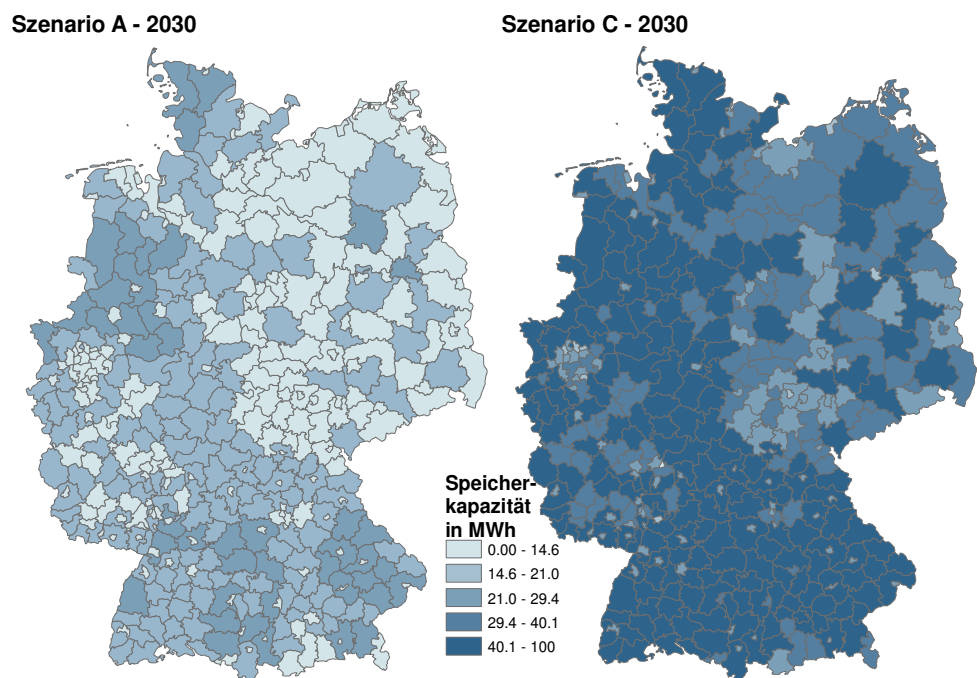 Szenario A - 2030
Szenario C - 2030
Speicher-
kapazität
in MWh
0.00 - 14.6
14.6 - 21.0
21.0 - 29.4
29.4 - 40.1
40.1 - 100